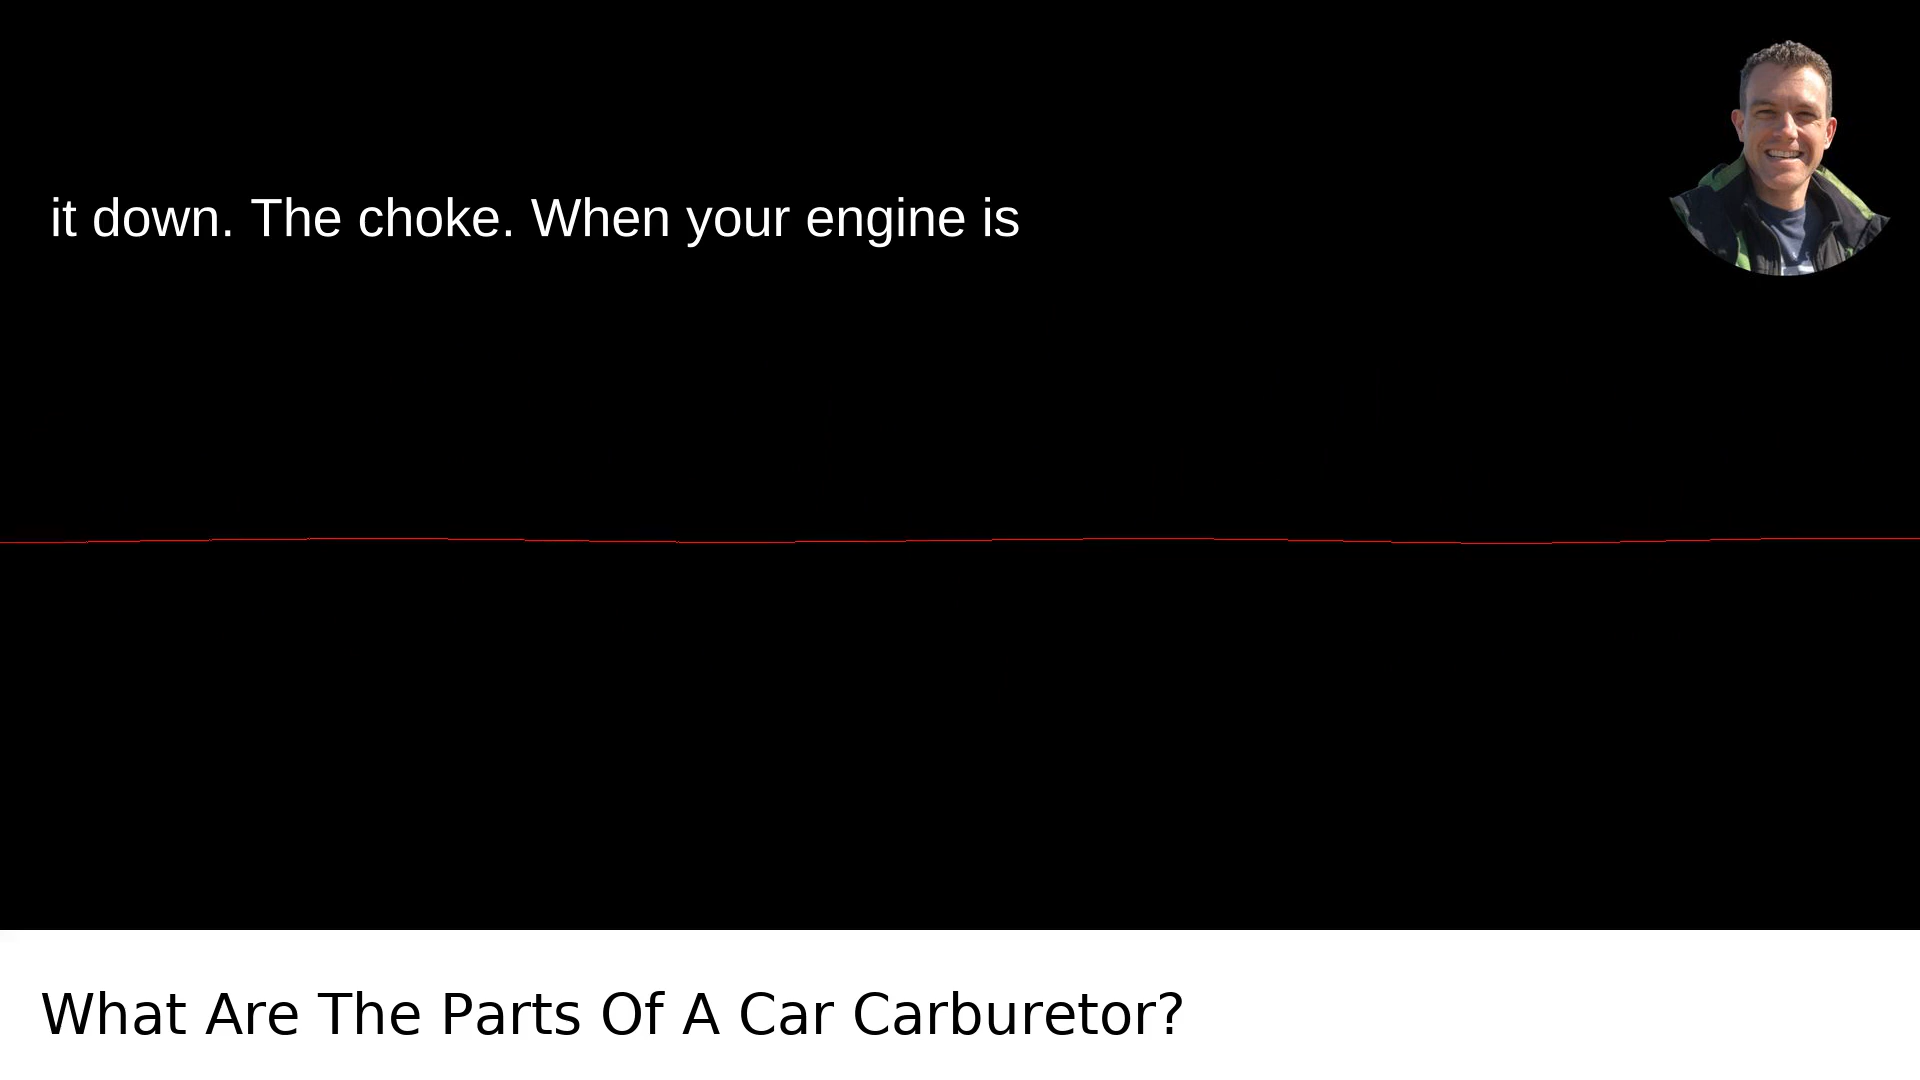 it down. The choke. When your engine is
What Are The Parts Of A Car Carburetor?